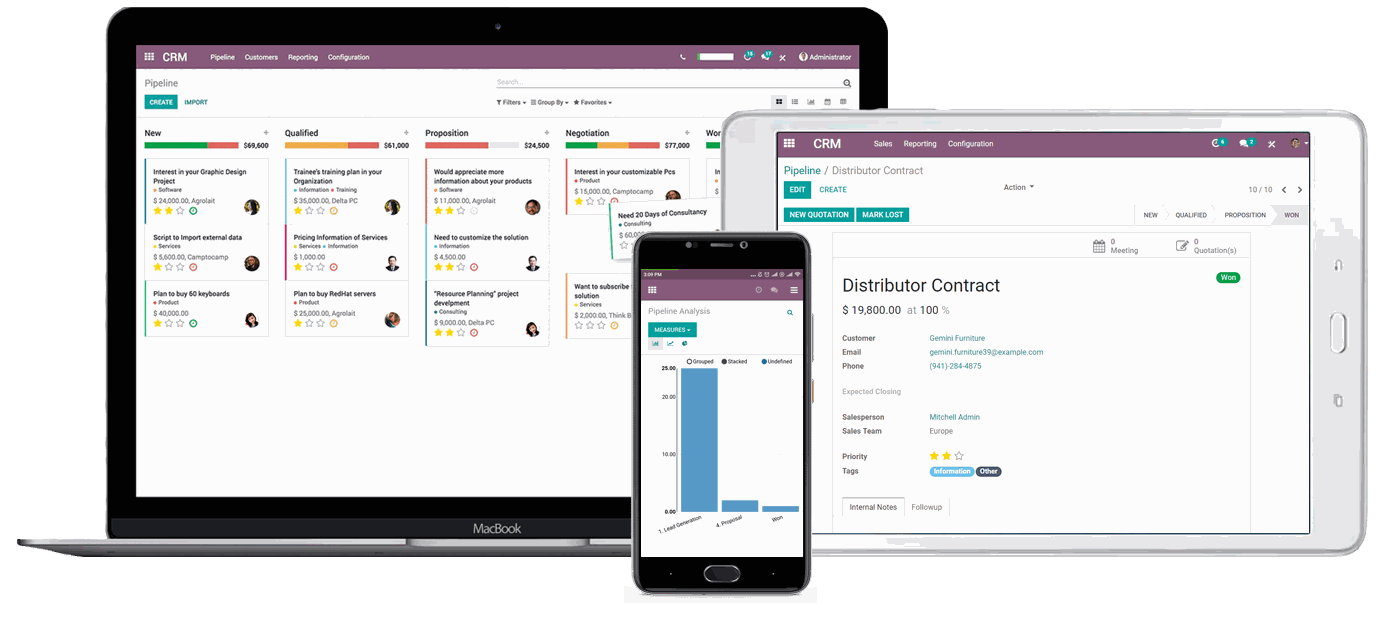 CRM Pipeline Customers Reporting Configuration 18 17 Administrator
Pipeline Search...
CREATE IMPORT Filters Group By Favorites
New $69,600
Interest in your Graphic Design
Project
Software
$ 24,000.00, Agrolait
Script to Import external data
Services
$ 5,600.00, Camptocamp
Plan to buy 60 keyboards
Product
$ 40,000.00
Qualified $61,000
Trainee's training plan in your
Organization
Information Training
$ 35,000.00, Delta PC
Pricing Information of Services
Services Information
$ 1,000.00
Plan to buy RedHat servers
Product
$ 25,000.00, Agrolait
Proposition $24,500
Would appreciate more
information about your products
Software
$ 11,000.00, Agrolait
Need to customize the solution
Information
$ 4,500.00
"Resource Planning" project
develpment
Consulting
$ 9,000.00, Delta PC
Negotiation $77,000
Interest in your customizable Pcs
Product
$ 15,000.00, Camptocamp
Need 20 Days of Consultancy
Consulting
$ 60,000
Want to subscribe
solution
Services
$ 2,000.00, Think B
MacBook
3:09 PM
Pipeline Analysis
MEASURES
Grouped Stacked Undefined
25.00
20.00
10.00
0.00
1. Lead Generation 4. Proposal Won
CRM Sales Reporting Configuration 6 2
Pipeline / Distributor Contract
EDIT CREATE Action 10 / 10
NEW QUOTATION MARK LOST NEW QUALIFIED PROPOSITION WON
0 Meeting
0 Quotation(s)
Won
Distributor Contract
$ 19,800.00 at 100 %
Customer Gemini Furniture
Email gemini.furniture39@example.com
Phone (941)-284-4875
Expected Closing
Salesperson Mitchell Admin
Sales Team Europe
Priority
Tags Information Other
Internal Notes Followup